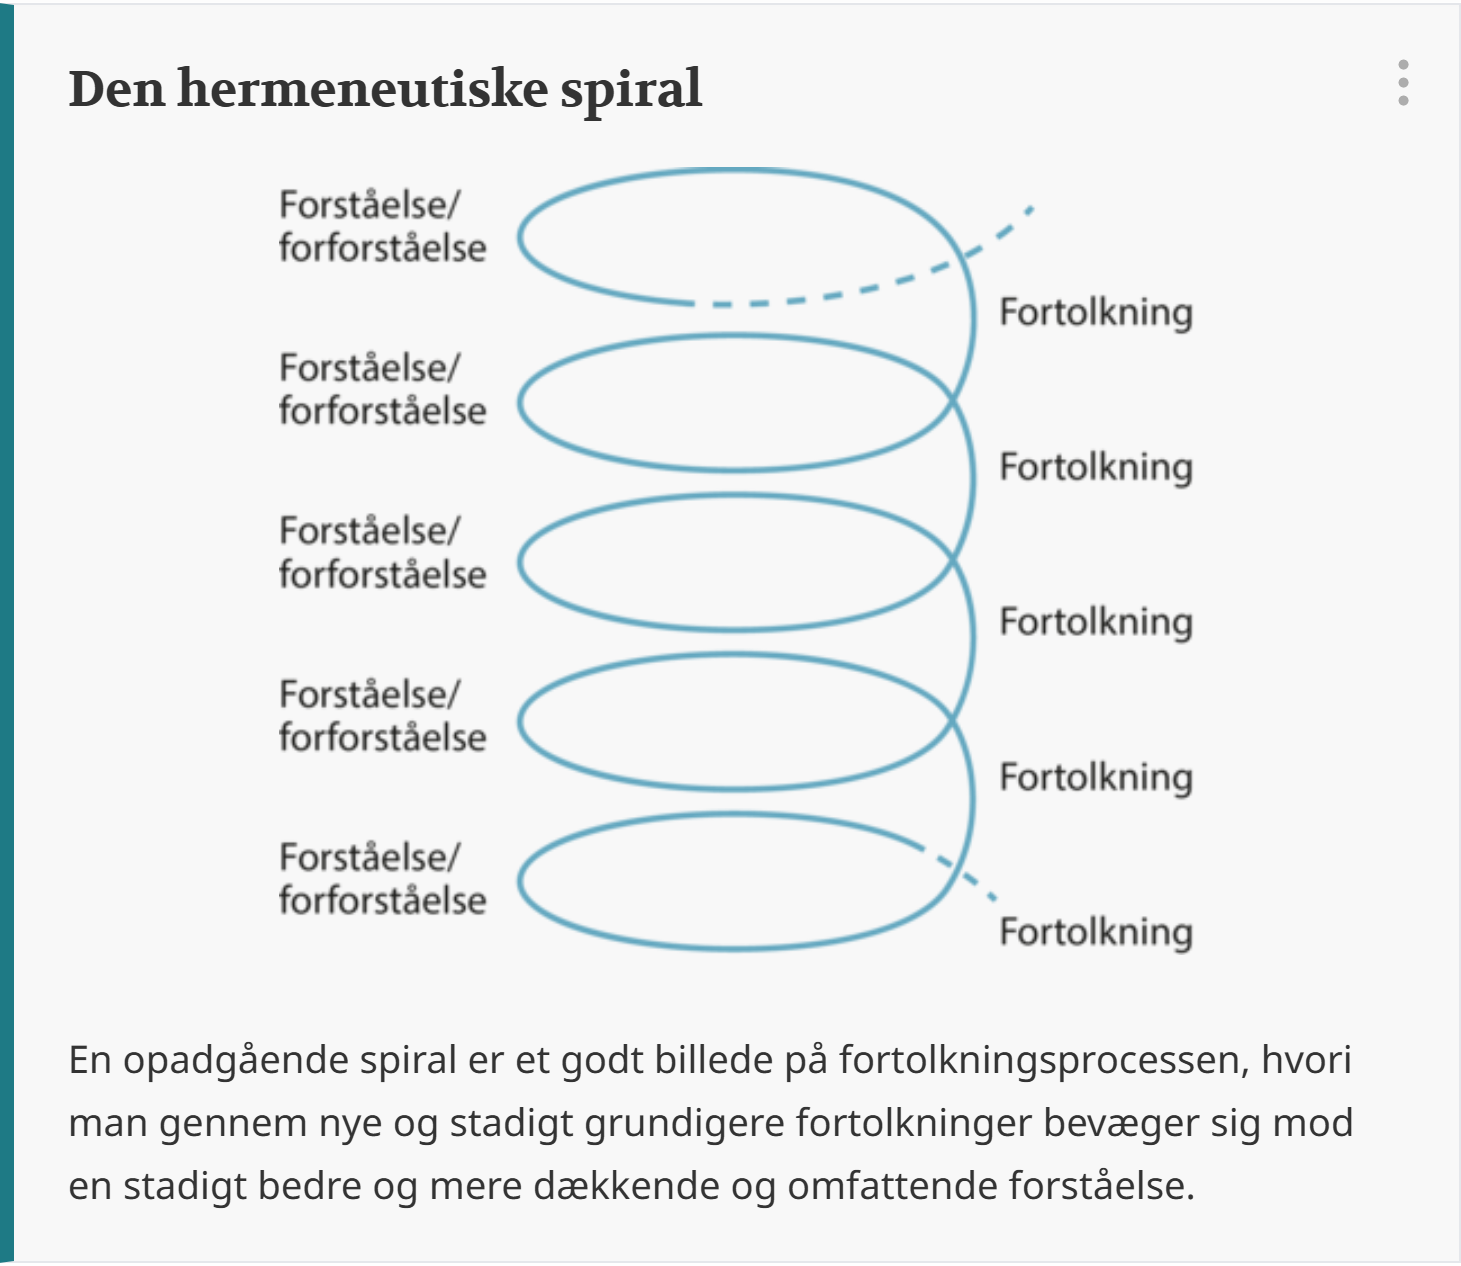 Den hermeneutiske spiral
Forståelse/
forforståelse
Fortolkning
Forståelse/
forforståelse
Fortolkning
Forståelse/
forforståelse
Fortolkning
Forståelse/
forforståelse
Fortolkning
Forståelse/
forforståelse
Fortolkning
En opadgående spiral er et godt billede på fortolkningsprocessen, hvori
man gennem nye og stadigt grundigere fortolkninger bevæger sig mod
en stadigt bedre og mere dækkende og omfattende forståelse.